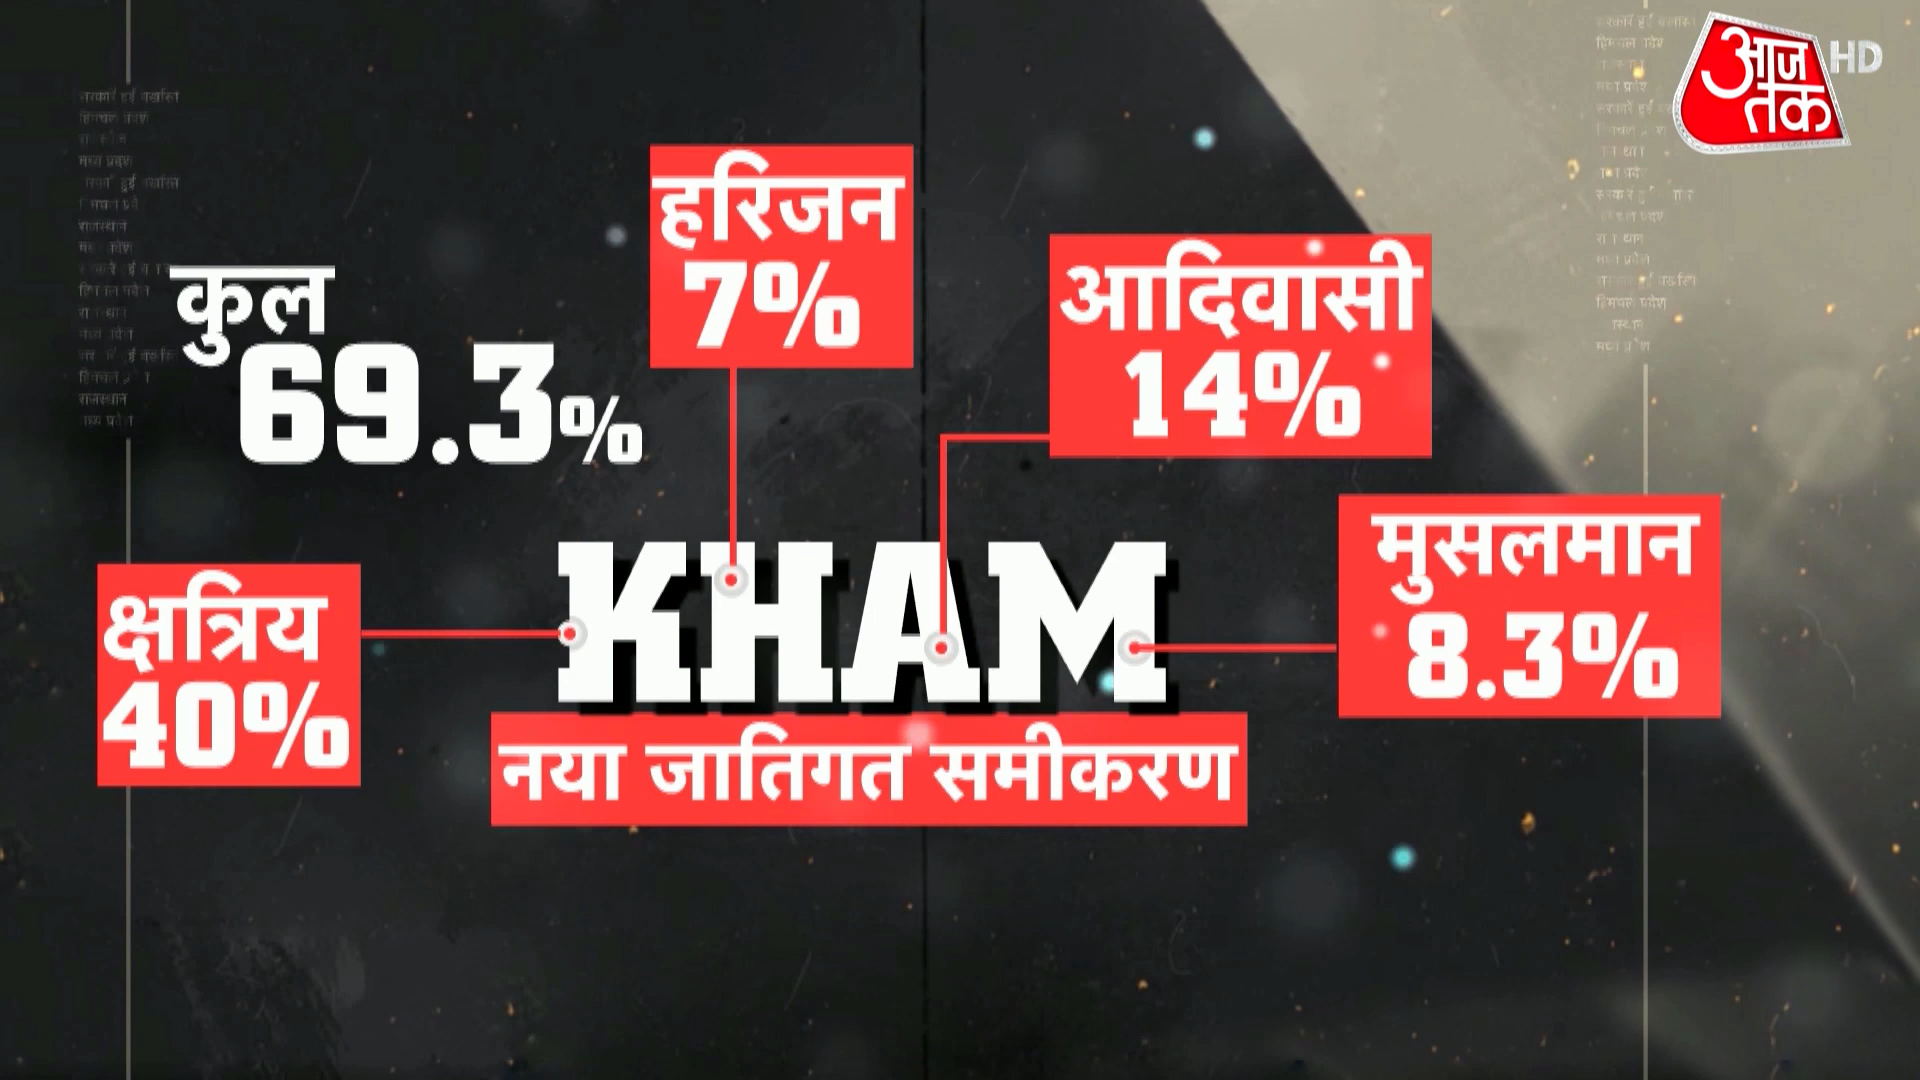 आज
तक
HD
हरिजन
7%
कुल
69.3%
आदिवासी
14%
मुसलमान
8.3%
क्षत्रिय
40%
KHAM
नया जातिगत समीकरण